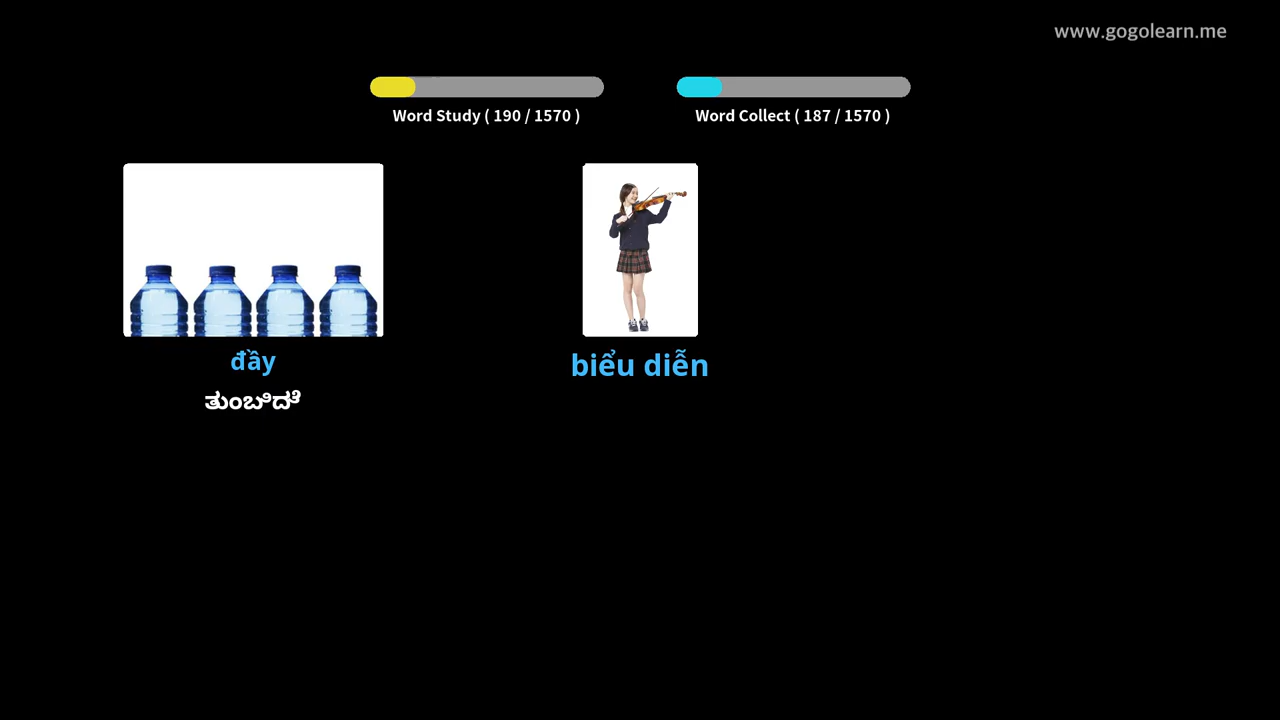 www.gogolearn.me
Word Study ( 190 / 1570 )
Word Collect ( 187 / 1570 )
đầy
ತುಂಬಿದೆ
biểu diễn